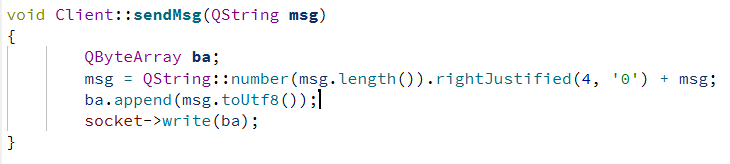 void Client::sendMsg(QString msg)
{
QByteArray ba;
msg = QString::number(msg.length()).rightJustified(4, '0') + msg;
ba.append(msg.toUtf8());
socket->write(ba);
}